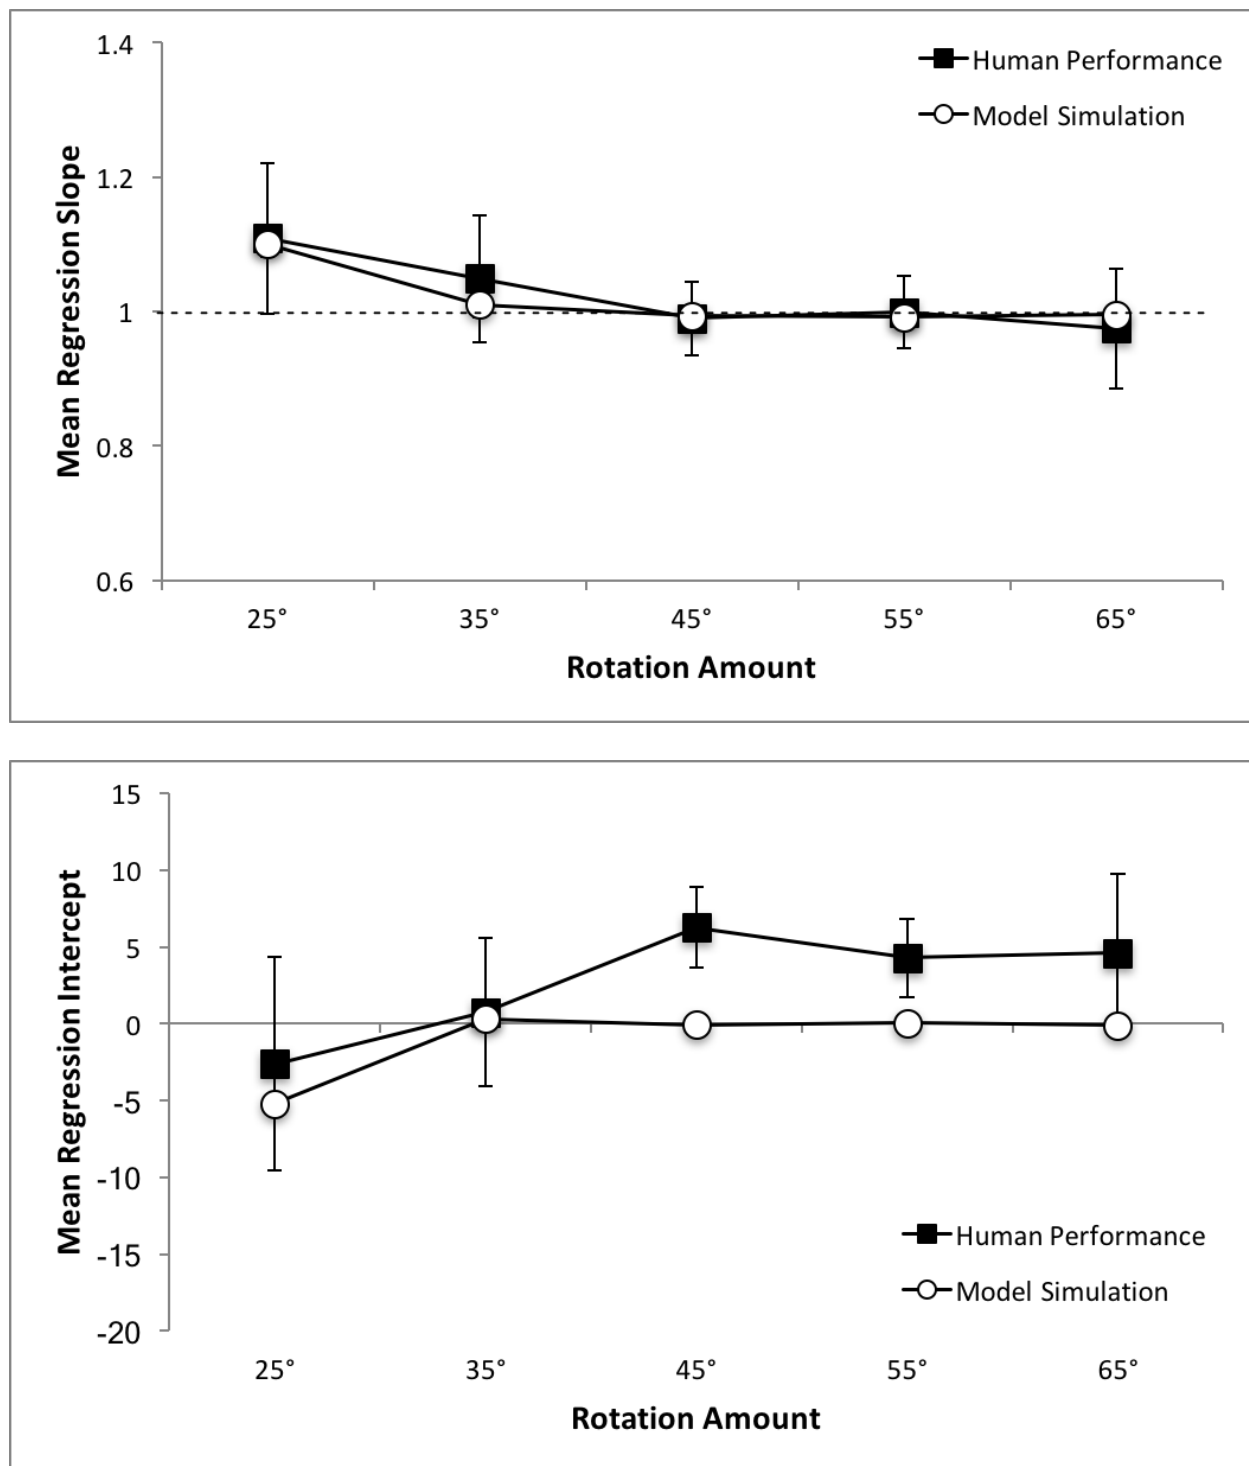 1.4
Human Performance
Model Simulation
1.2
1
0.8
0.6
Mean Regression Slope
25°
35°
45°
55°
65°
Rotation Amount
15
10
5
0
-5
-10
-15
-20
Mean Regression Intercept
Human Performance
Model Simulation
25°
35°
45°
55°
65°
Rotation Amount